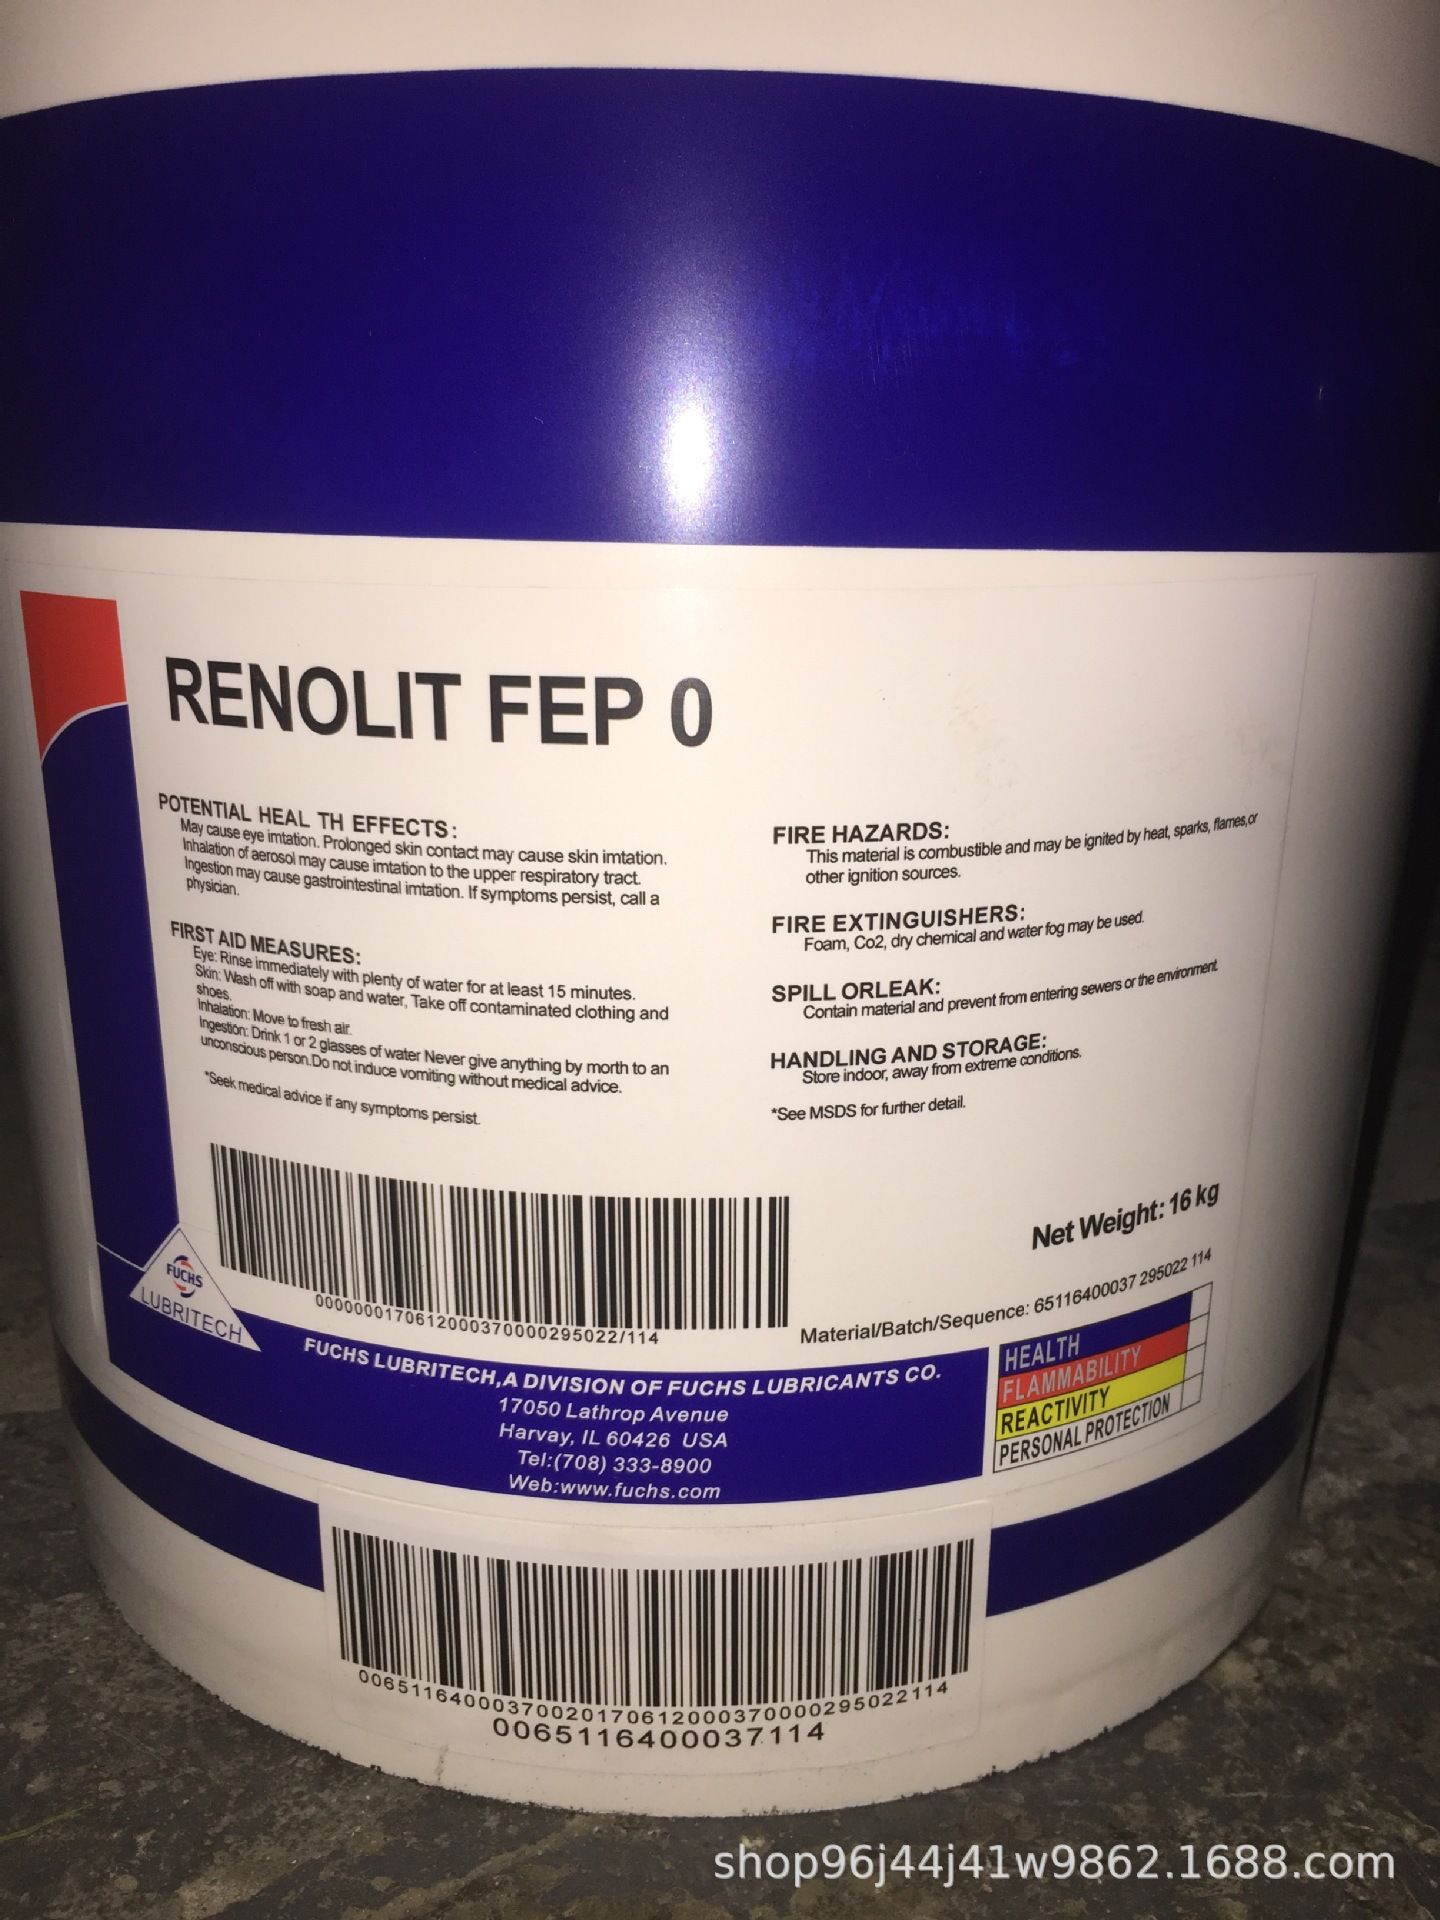 RENOLIT FEP 0
POTENTIAL HEAL TH EFFECTS:
May cause eye imtation. Prolonged skin contact may cause skin imtation.
Inhalation of aerosol may cause imtation to the upper respiratory tract.
Ingestion may cause gastrointestinal imtation. If symptoms persist, call a
physician.
FIRST AID MEASURES:
Eye: Rinse immediately with plenty of water for at least 15 minutes.
Skin: Wash off with soap and water, Take off contaminated clothing and
shoes.
Inhalation: Move to fresh air.
Ingestion: Drink 1 or 2 glasses of water Never give anything by morth to an
unconscious person.Do not induce vomiting without medical advice.
*Seek medical advice if any symptoms persist.
FIRE HAZARDS:
This material is combustible and may be ignited by heat, sparks, flames,or
other ignition sources.
FIRE EXTINGUISHERS:
Foam, Co2, dry chemical and water fog may be used.
SPILL ORLEAK:
Contain material and prevent from entering sewers or the environment.
HANDLING AND STORAGE:
Store indoor, away from extreme conditions.
*See MSDS for further detail.
Net Weight: 16 kg
0000000170612000370000295022/114
Material/Batch/Sequence: 65116400037 295022 114
FUCHS
LUBRITECH
FUCHS LUBRITECH,A DIVISION OF FUCHS LUBRICANTS CO.
17050 Lathrop Avenue
Harvay, IL 60426 USA
Tel:(708) 333-8900
Web:www.fuchs.com
HEALTH
FLAMMABILITY
REACTIVITY
PERSONAL PROTECTION
00651164000370020170612000370000295022114
0065116400037114
shop96j44j41w9862.1688.com